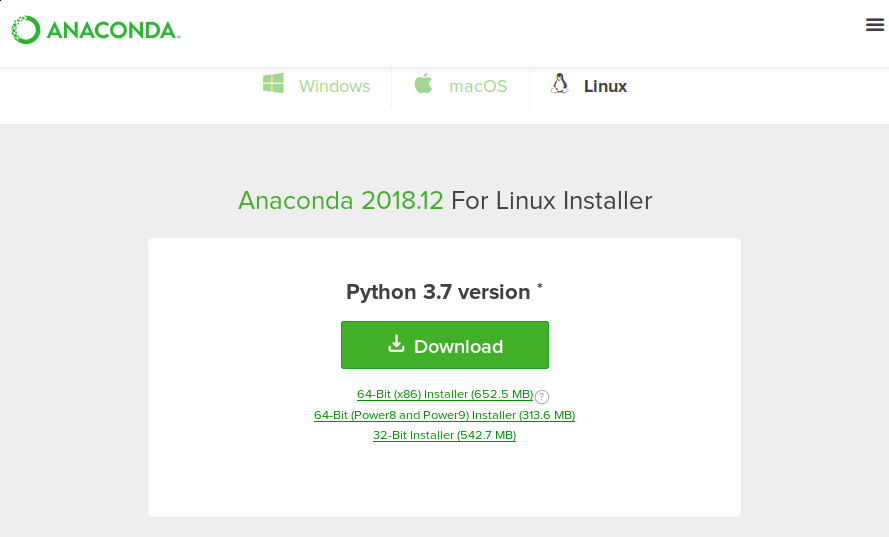 ANACONDA.
Windows macOS Linux
Anaconda 2018.12 For Linux Installer
Python 3.7 version *
Download
64-Bit (x86) Installer (652.5 MB) ?
64-Bit (Power8 and Power9) Installer (313.6 MB)
32-Bit Installer (542.7 MB)